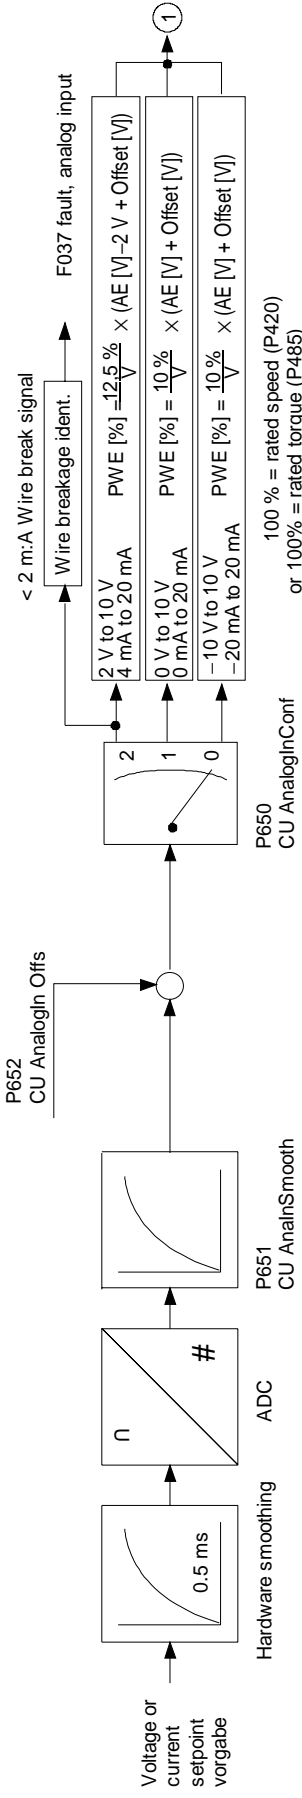 Voltage or
current
setpoint
vorgabe
0.5 ms
Hardware smoothing
U
#
ADC
P651
CU AnaInSmooth
P652
CU AnalogIn Offs
2
1
0
P650
CU AnalogInConf
< 2 m:A Wire break signal
Wire breakage ident.
F037 fault, analog input
2 V to 10 V
4 mA to 20 mA
PWE [%] = 12,5 % / V × (AE [V]−2 V + Offset [V])
0 V to 10 V
0 mA to 20 mA
PWE [%] = 10 % / V × (AE [V] + Offset [V])
−10 V to 10 V
−20 mA to 20 mA
PWE [%] = 10 % / V × (AE [V] + Offset [V])
100 % = rated speed (P420)
or 100% = rated torque (P485)
1